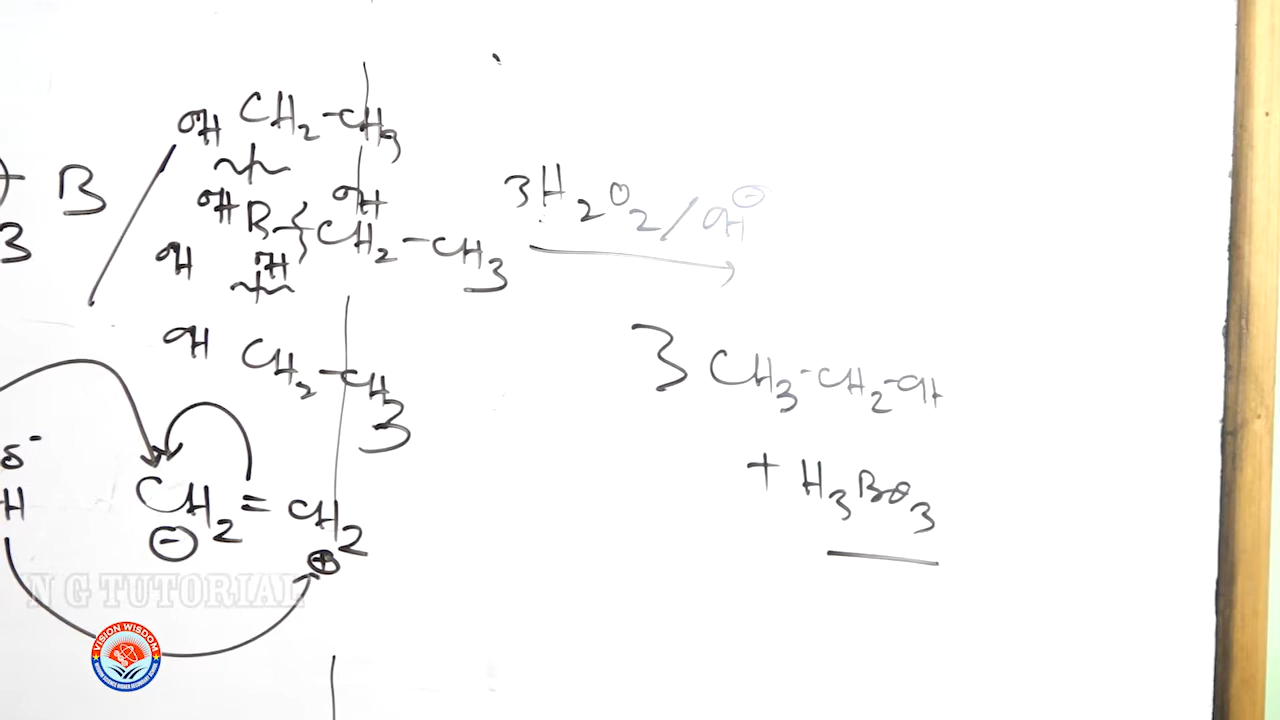 OH CH2-CH3
+ B
3
OH B-CH2-CH3
OH
OH
OH
3H2O2/OH⊖
OH CH2-CH3
3 CH3-CH2-OH
+ H3BO3
δ-
H
CH2=CH2
⊖ ⊕
N G TUTORIAL
VISION WISDOM